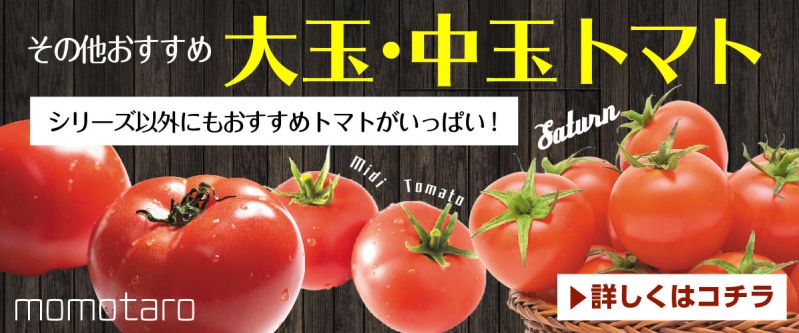 その他おすすめ 大玉・中玉トマト
シリーズ以外にもおすすめトマトがいっぱい！
Saturn
Midi Tomato
momotaro
▶詳しくはコチラ